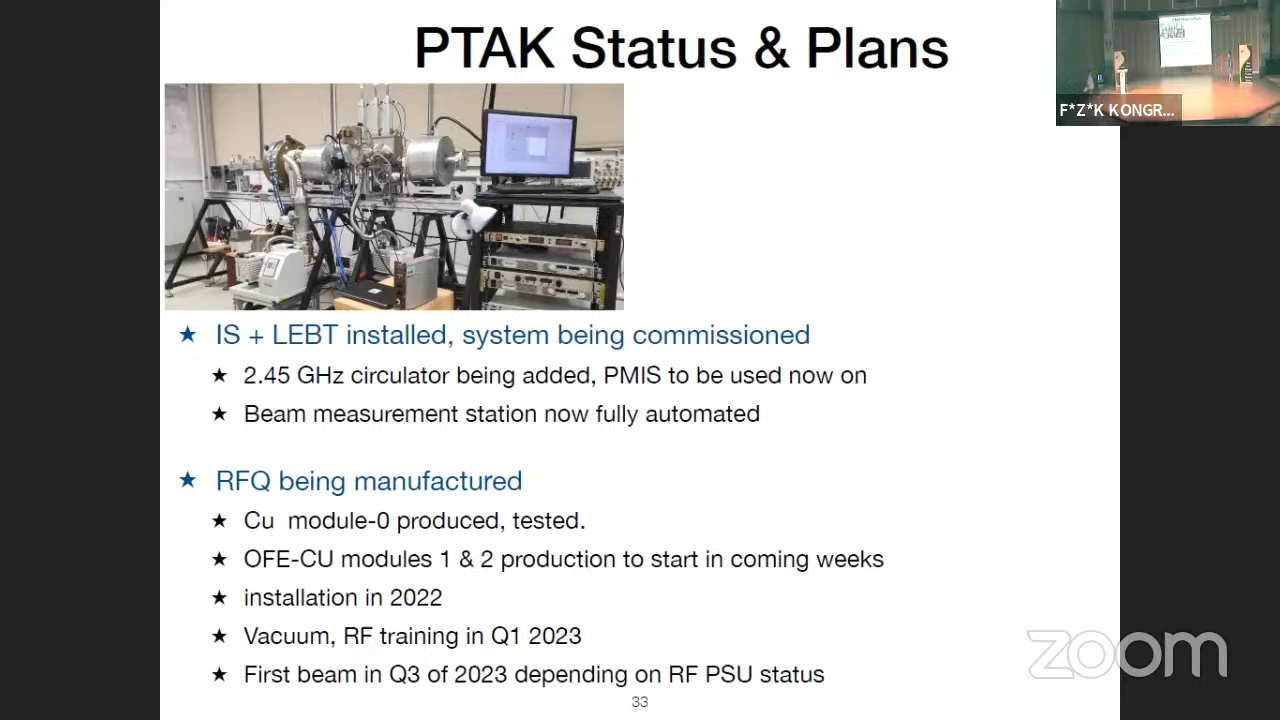 PTAK Status & Plans
F*Z*K KONGR...
★ IS + LEBT installed, system being commissioned
★ 2.45 GHz circulator being added, PMIS to be used now on
★ Beam measurement station now fully automated
★ RFQ being manufactured
★ Cu module-0 produced, tested.
★ OFE-CU modules 1 & 2 production to start in coming weeks
★ installation in 2022
★ Vacuum, RF training in Q1 2023
★ First beam in Q3 of 2023 depending on RF PSU status
33
zoom